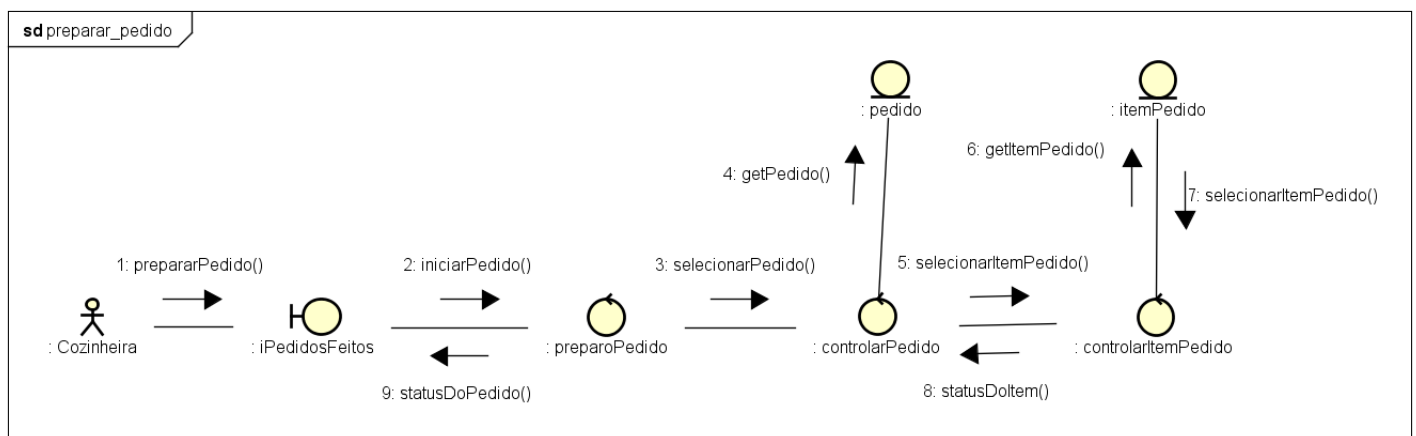 sd preparar_pedido
: pedido
: itemPedido
6: getItemPedido()
4: getPedido()
7: selecionarItemPedido()
1: prepararPedido()
2: iniciarPedido()
3: selecionarPedido()
5: selecionarItemPedido()
: Cozinheira
: iPedidosFeitos
: preparoPedido
: controlarPedido
: controlarItemPedido
9: statusDoPedido()
8: statusDoItem()